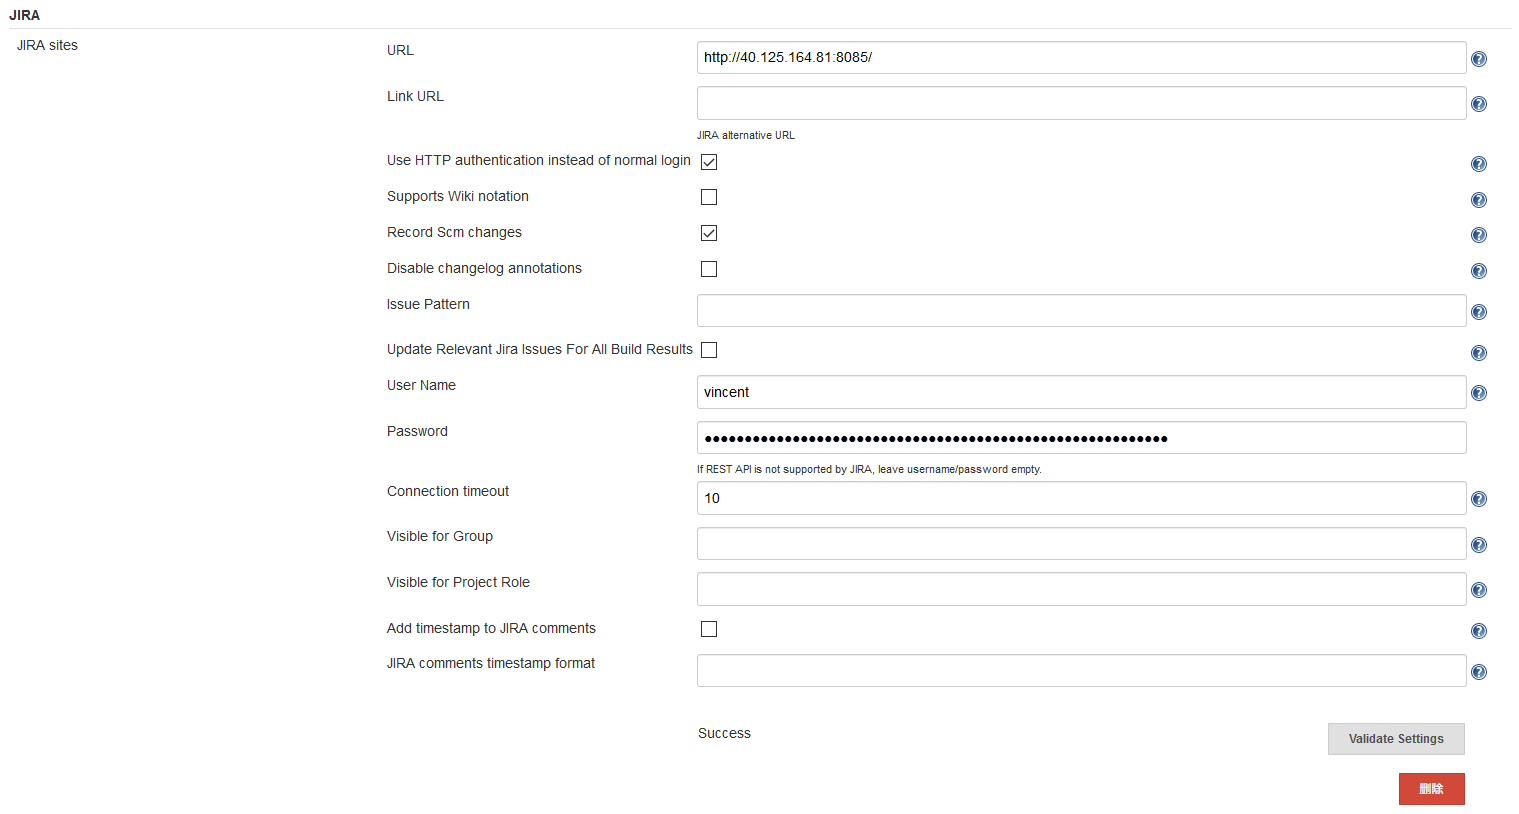 JIRA
JIRA sites
URL
http://40.125.164.81:8085/
Link URL
JIRA alternative URL
Use HTTP authentication instead of normal login
Supports Wiki notation
Record Scm changes
Disable changelog annotations
Issue Pattern
Update Relevant Jira Issues For All Build Results
User Name
vincent
Password
If REST API is not supported by JIRA, leave username/password empty.
Connection timeout
10
Visible for Group
Visible for Project Role
Add timestamp to JIRA comments
JIRA comments timestamp format
Success
Validate Settings
删除